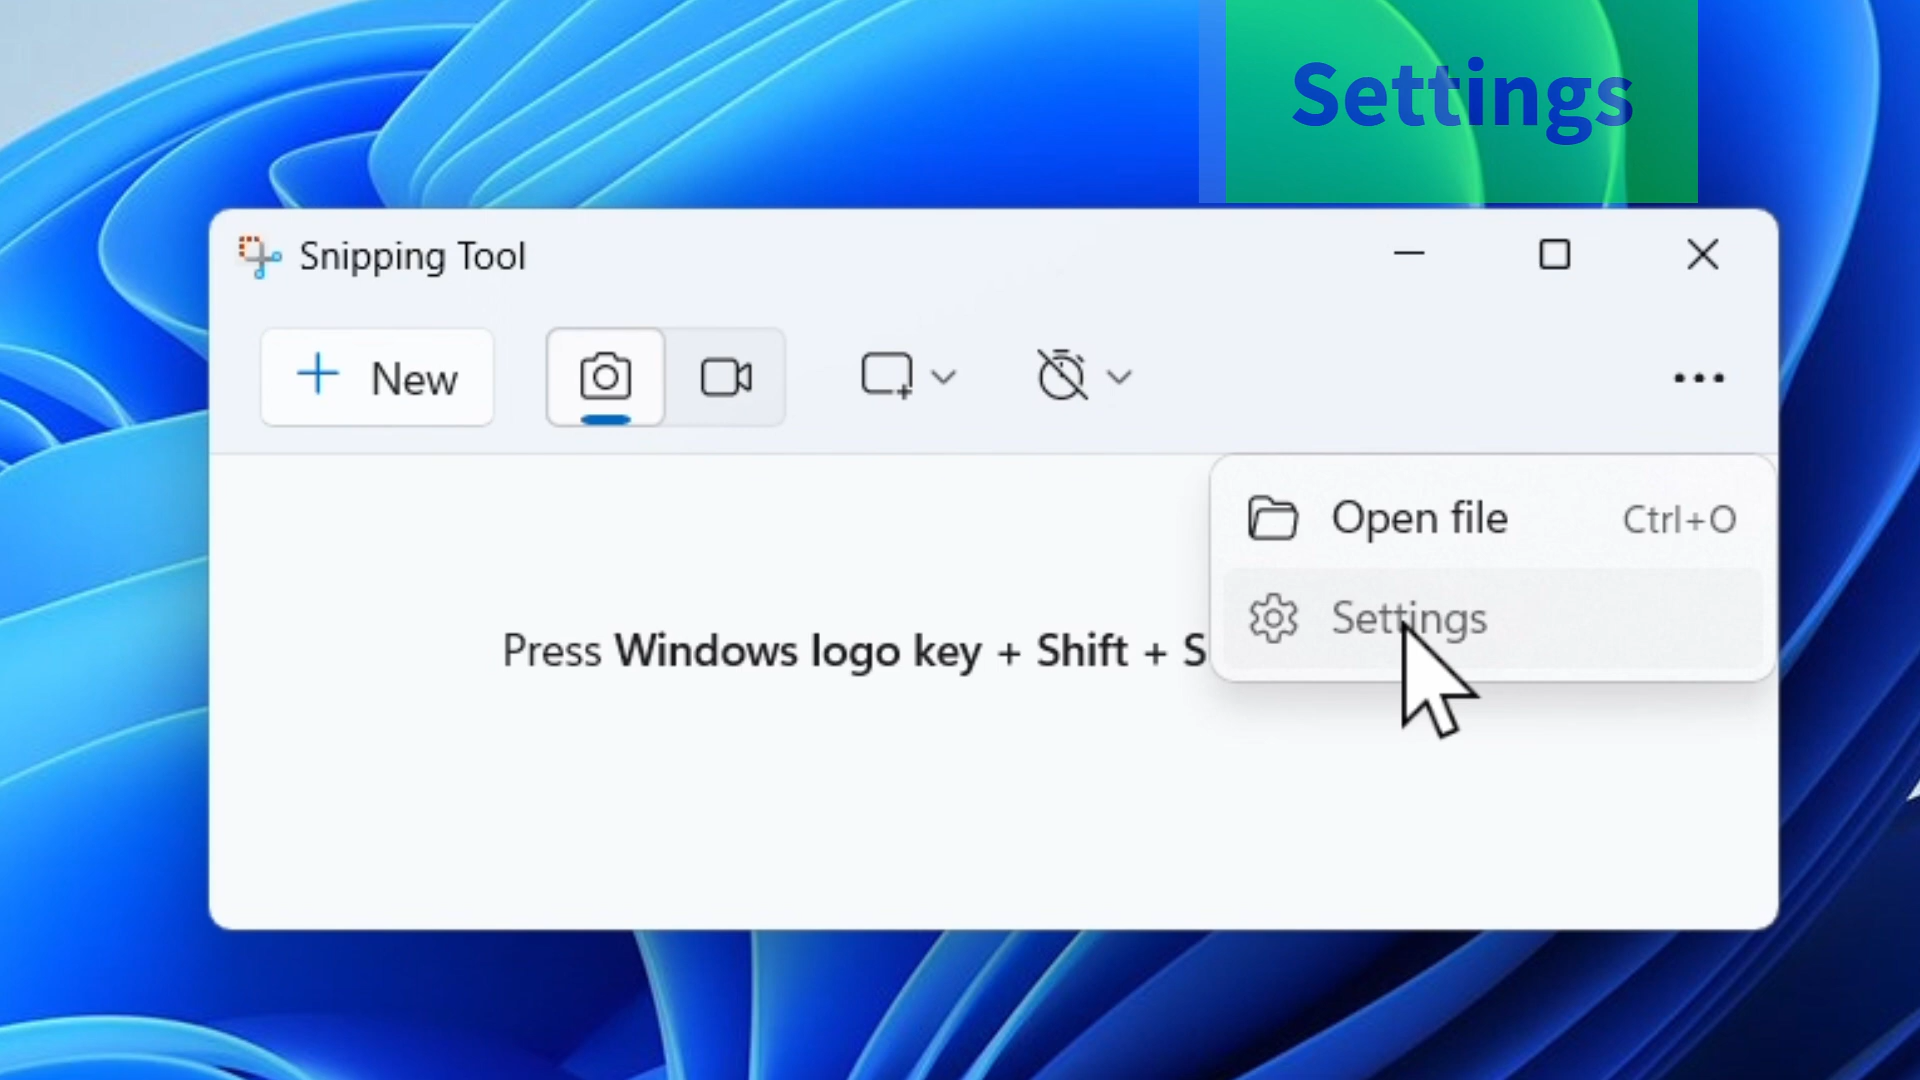 Settings
Snipping Tool
New
Open file Ctrl+O
Settings
Press Windows logo key + Shift + S